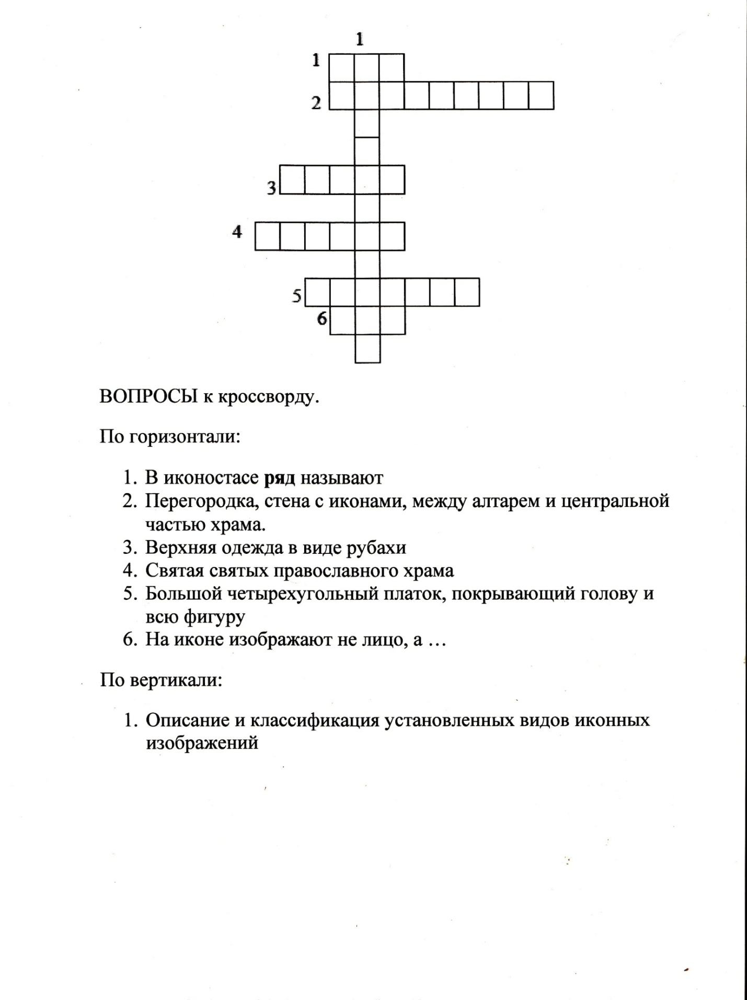 1
1
2
3
4
5
6
ВОПРОСЫ к кроссворду.
По горизонтали:
1. В иконостасе ряд называют
2. Перегородка, стена с иконами, между алтарем и центральной
частью храма.
3. Верхняя одежда в виде рубахи
4. Святая святых православного храма
5. Большой четырехугольный платок, покрывающий голову и
всю фигуру
6. На иконе изображают не лицо, а …
По вертикали:
1. Описание и классификация установленных видов иконных
изображений